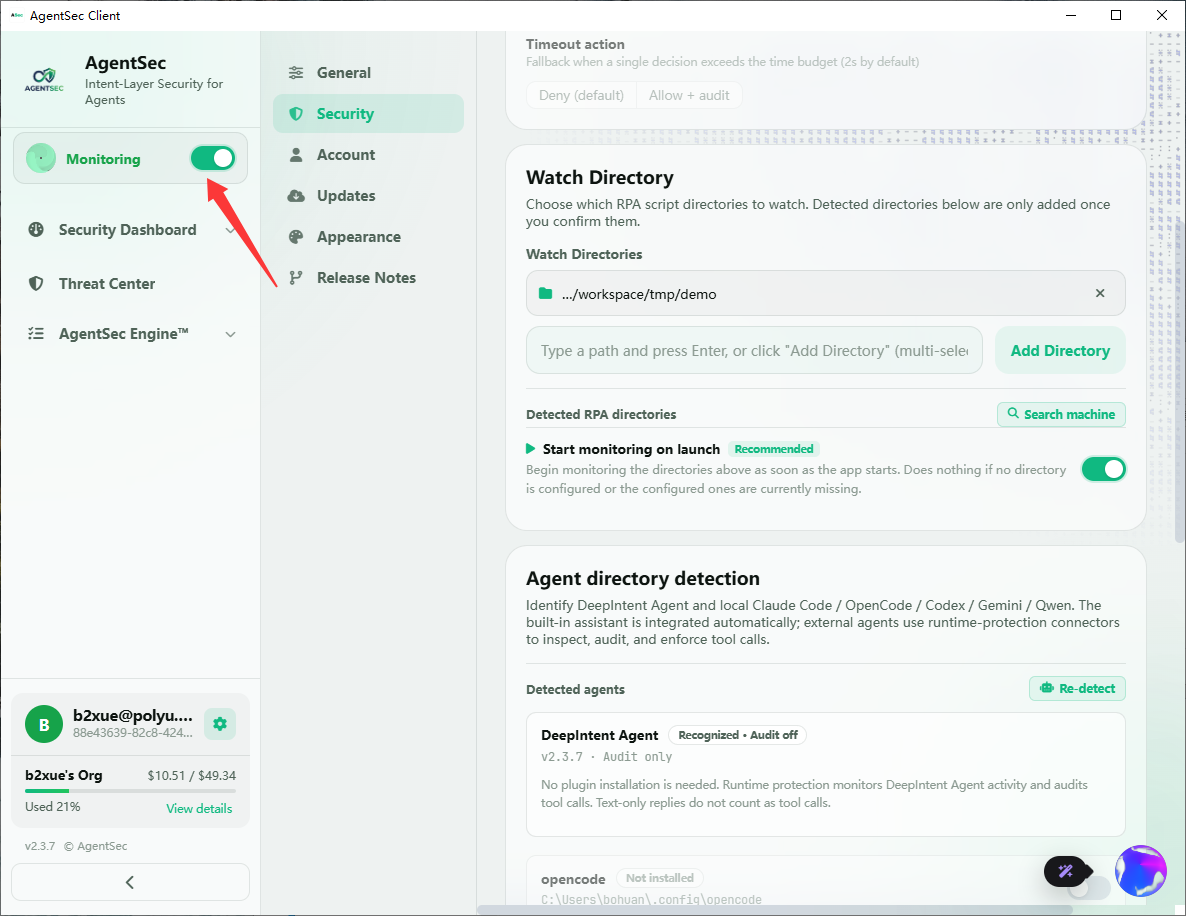 AgentSec Client
AgentSec
Intent-Layer Security for
Agents
AGENTSEC
Monitoring
Security Dashboard
Threat Center
AgentSec Engine™
B
b2xue@polyu....
88e43639-82c8-424...
b2xue's Org
$10.51 / $49.34
Used 21%
View details
v2.3.7 © AgentSec
General
Security
Account
Updates
Appearance
Release Notes
Timeout action
Fallback when a single decision exceeds the time budget (2s by default)
Deny (default)
Allow + audit
Watch Directory
Choose which RPA script directories to watch. Detected directories below are only added once
you confirm them.
Watch Directories
.../workspace/tmp/demo
Type a path and press Enter, or click "Add Directory" (multi-selec
Add Directory
Detected RPA directories
Search machine
Start monitoring on launch
Recommended
Begin monitoring the directories above as soon as the app starts. Does nothing if no directory
is configured or the configured ones are currently missing.
Agent directory detection
Identify DeepIntent Agent and local Claude Code / OpenCode / Codex / Gemini / Qwen. The
built-in assistant is integrated automatically; external agents use runtime-protection connectors
to inspect, audit, and enforce tool calls.
Detected agents
Re-detect
DeepIntent Agent
Recognized • Audit off
v2.3.7 · Audit only
No plugin installation is needed. Runtime protection monitors DeepIntent Agent activity and audits
tool calls. Text-only replies do not count as tool calls.
opencode
Not installed
C:\Users\bohuan\.config\opencode